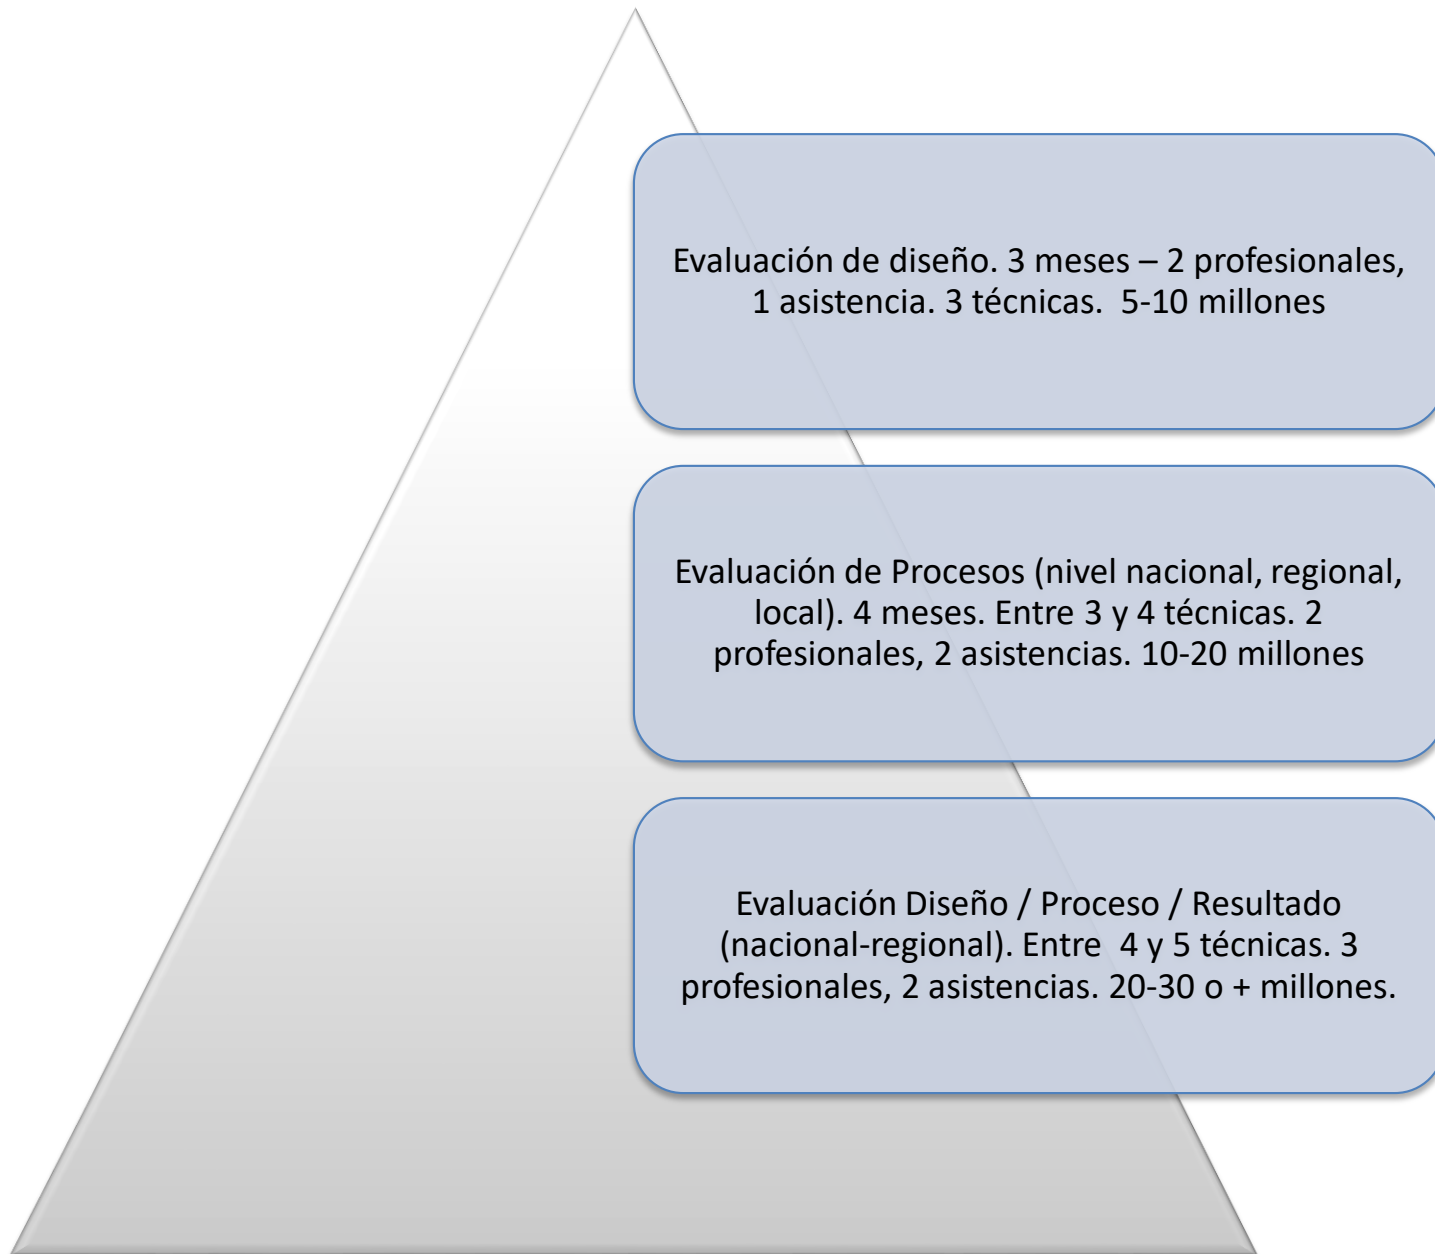 Evaluación de diseño. 3 meses – 2 profesionales,
1 asistencia. 3 técnicas.  5-10 millones
Evaluación de Procesos (nivel nacional, regional,
local). 4 meses. Entre 3 y 4 técnicas. 2
profesionales, 2 asistencias. 10-20 millones
Evaluación Diseño / Proceso / Resultado
(nacional-regional). Entre  4 y 5 técnicas. 3
profesionales, 2 asistencias. 20-30 o + millones.